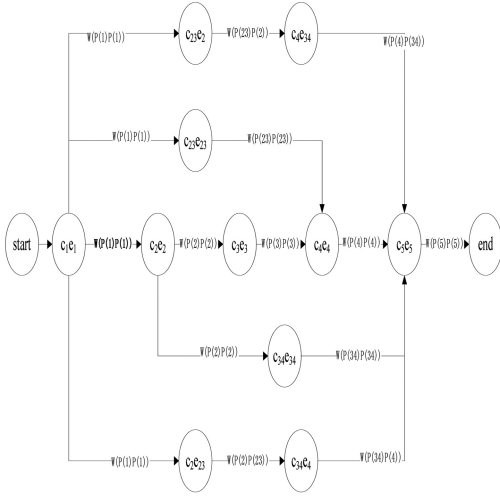 W(P(1)P(1)) c₂₃e₂ W(P(23)P(2)) c₄e₃₄ W(P(4)P(34))
W(P(1)P(1)) c₂₃e₂₃ W(P(23)P(23))
start c₁e₁ W(P(1)P(1)) c₂e₂ W(P(2)P(2)) c₃e₃ W(P(3)P(3)) c₄e₄ W(P(4)P(4)) c₅e₅ W(P(5)P(5)) end
W(P(2)P(2)) c₃₄e₃₄ W(P(34)P(34))
W(P(1)P(1)) c₂e₂₃ W(P(2)P(23)) c₃₄e₄ W(P(34)P(4))